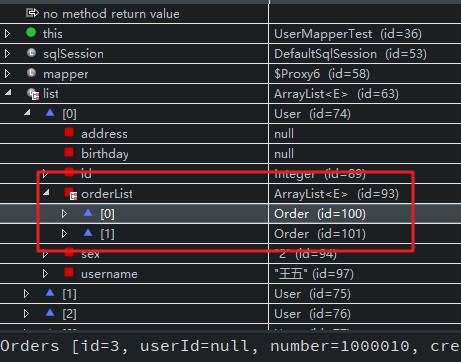 no method return value
this UserMapperTest (id=36)
sqlSession DefaultSqlSession (id=53)
mapper $Proxy6 (id=58)
list ArrayList<E> (id=63)
[0] User (id=74)
address null
birthday null
id Integer (id=89)
orderList ArrayList<E> (id=93)
[0] Order (id=100)
[1] Order (id=101)
sex "2" (id=94)
username "王五" (id=97)
[1] User (id=75)
[2] User (id=76)
Orders [id=3, userId=null, number=1000010, cre